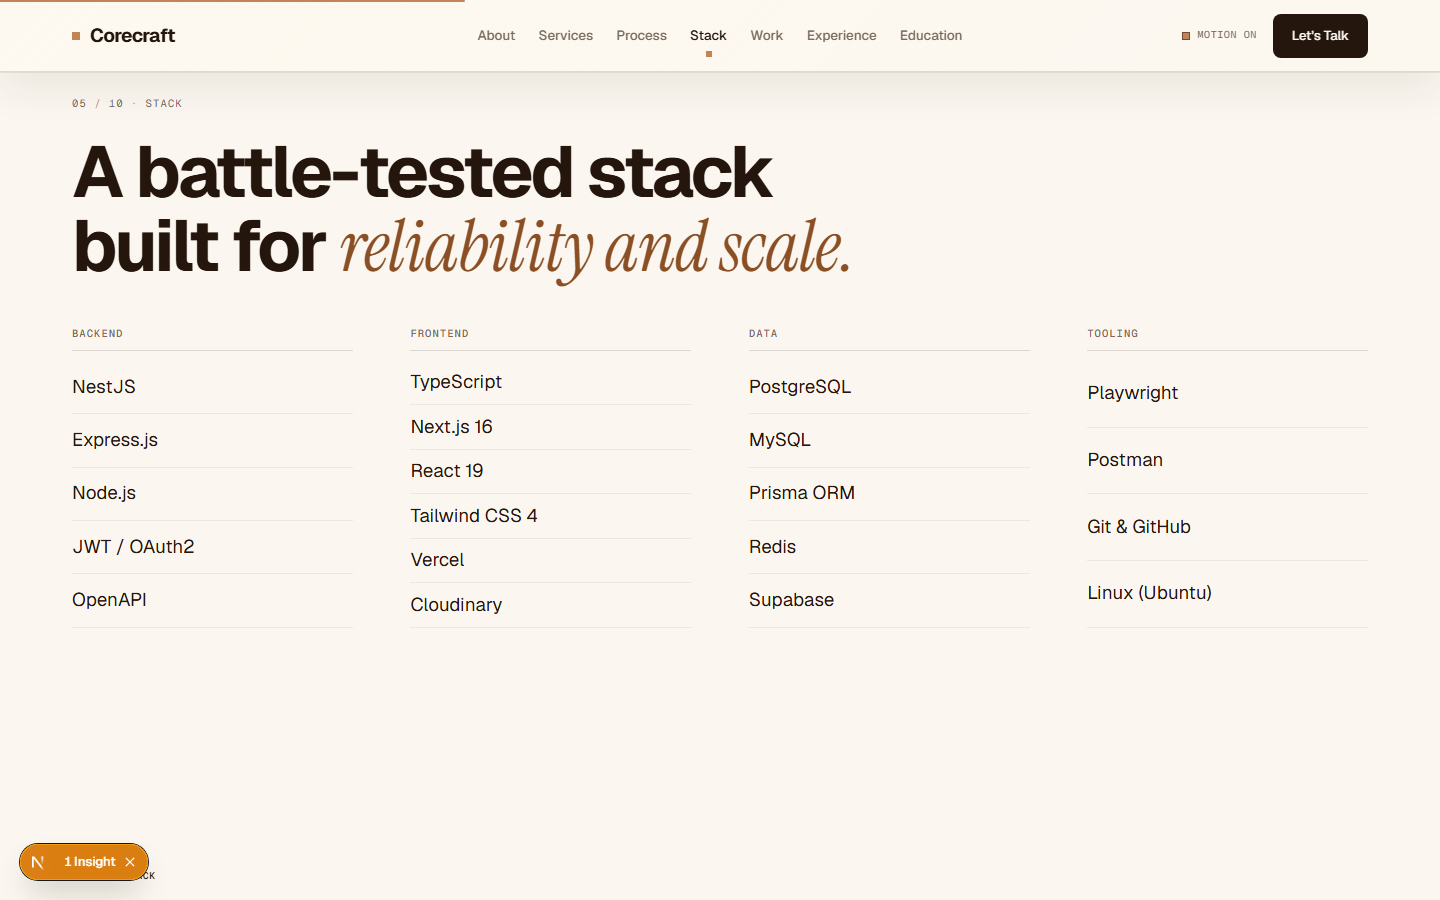 Corecraft
About Services Process Stack Work Experience Education
MOTION ON
Let's Talk
05 / 10 · STACK
A battle-tested stack
built for reliability and scale.
BACKEND
NestJS
Express.js
Node.js
JWT / OAuth2
OpenAPI
FRONTEND
TypeScript
Next.js 16
React 19
Tailwind CSS 4
Vercel
Cloudinary
DATA
PostgreSQL
MySQL
Prisma ORM
Redis
Supabase
TOOLING
Playwright
Postman
Git & GitHub
Linux (Ubuntu)
1 Insight